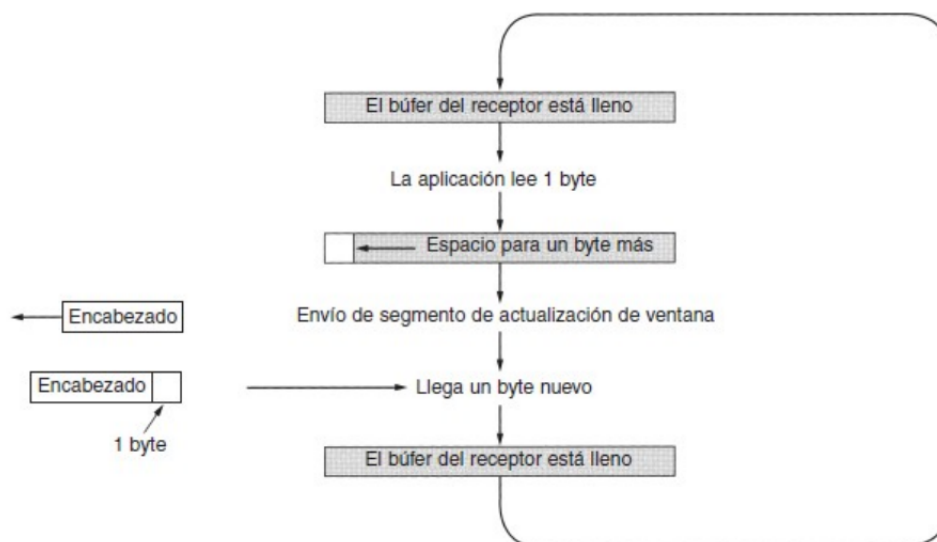 El búfer del receptor está lleno
La aplicación lee 1 byte
Espacio para un byte más
Encabezado
Envío de segmento de actualización de ventana
Encabezado
Llega un byte nuevo
1 byte
El búfer del receptor está lleno